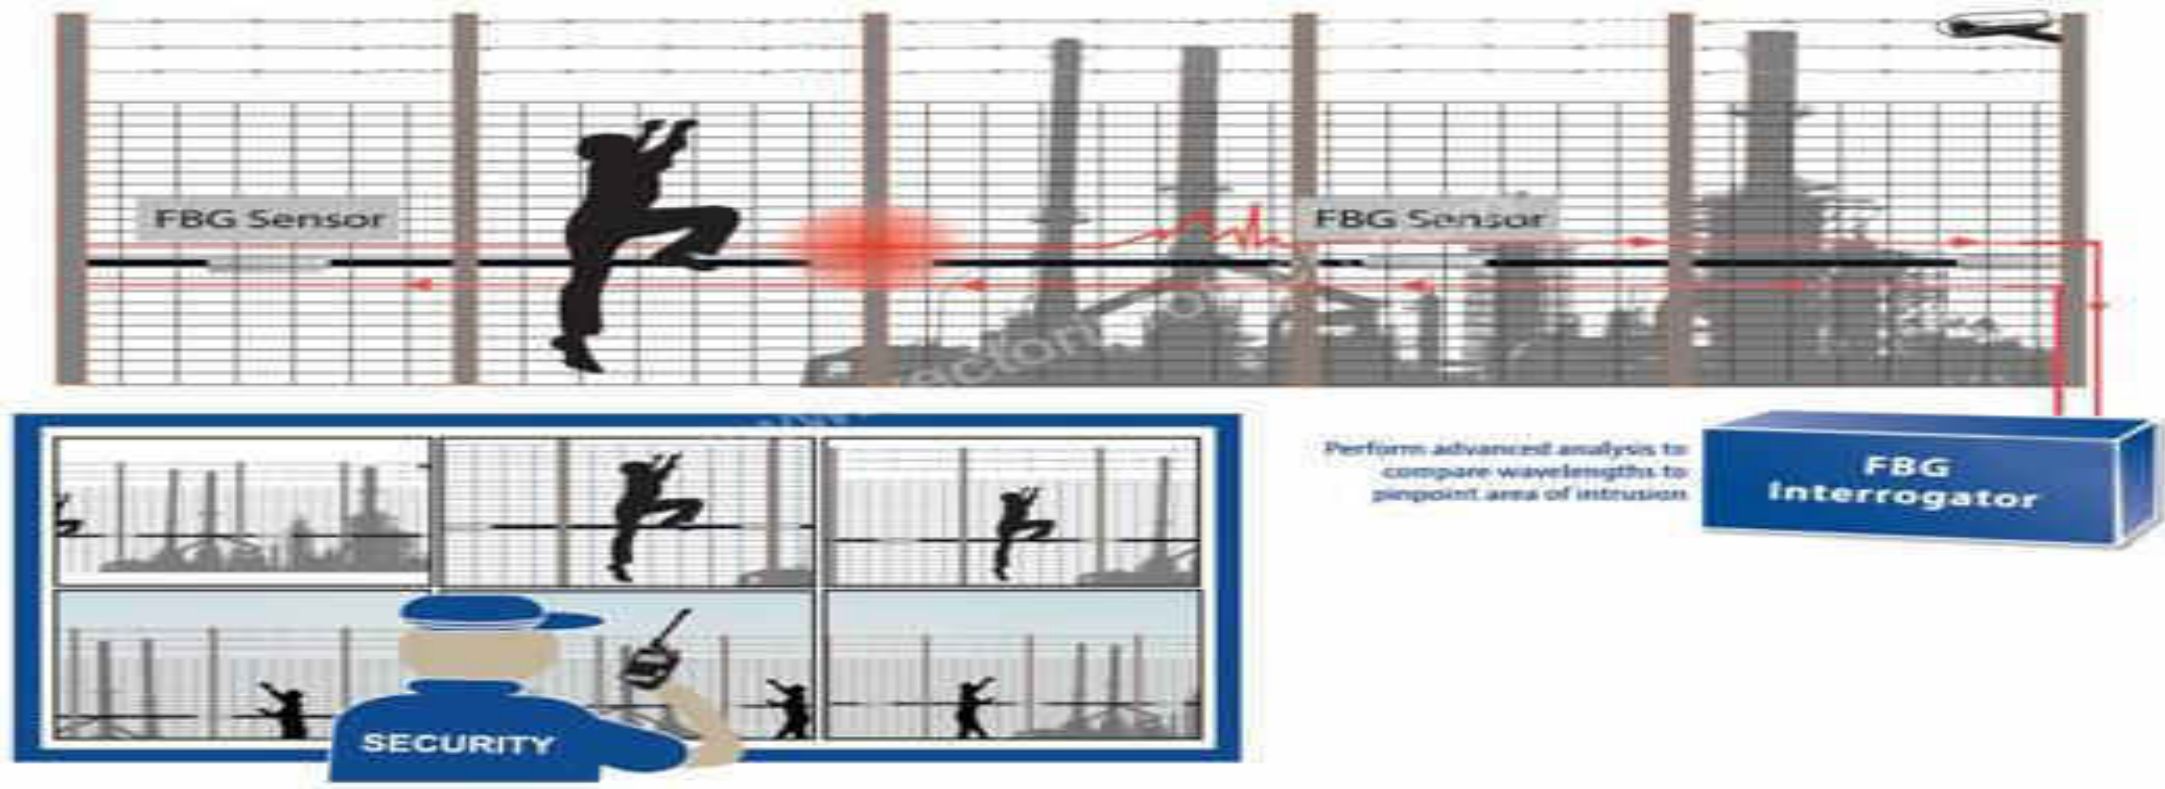 FBG Sensor
FBG Sensor
Perform advanced analysis to
compare wavelengths to
pinpoint area of intrusion
FBG
Interrogator
SECURITY